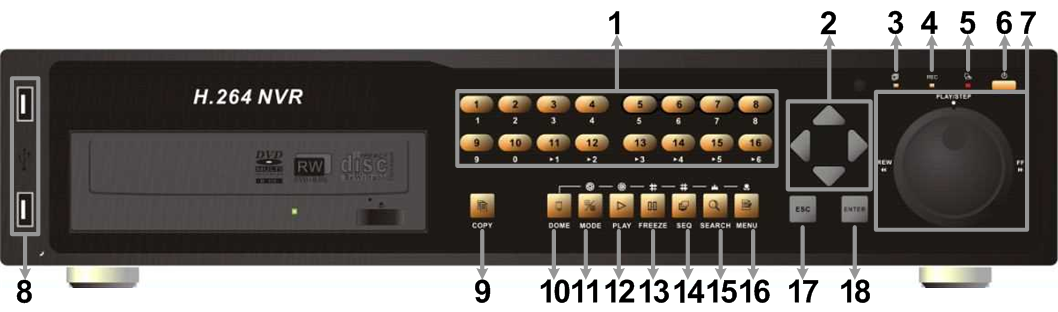 1 2 3 4 5 6 7
REC
PLAY/STEP
H.264 NVR
1 2 3 4 5 6 7 8
1 2 3 4 5 6 7 8
9 10 11 12 13 14 15 16
9 0 ▸1 ▸2 ▸3 ▸4 ▸5 ▸6
REW FF
DVD
RW
disc
ESC ENTER
COPY DOME MODE PLAY FREEZE SEQ SEARCH MENU
8 9 10 11 12 13 14 15 16 17 18